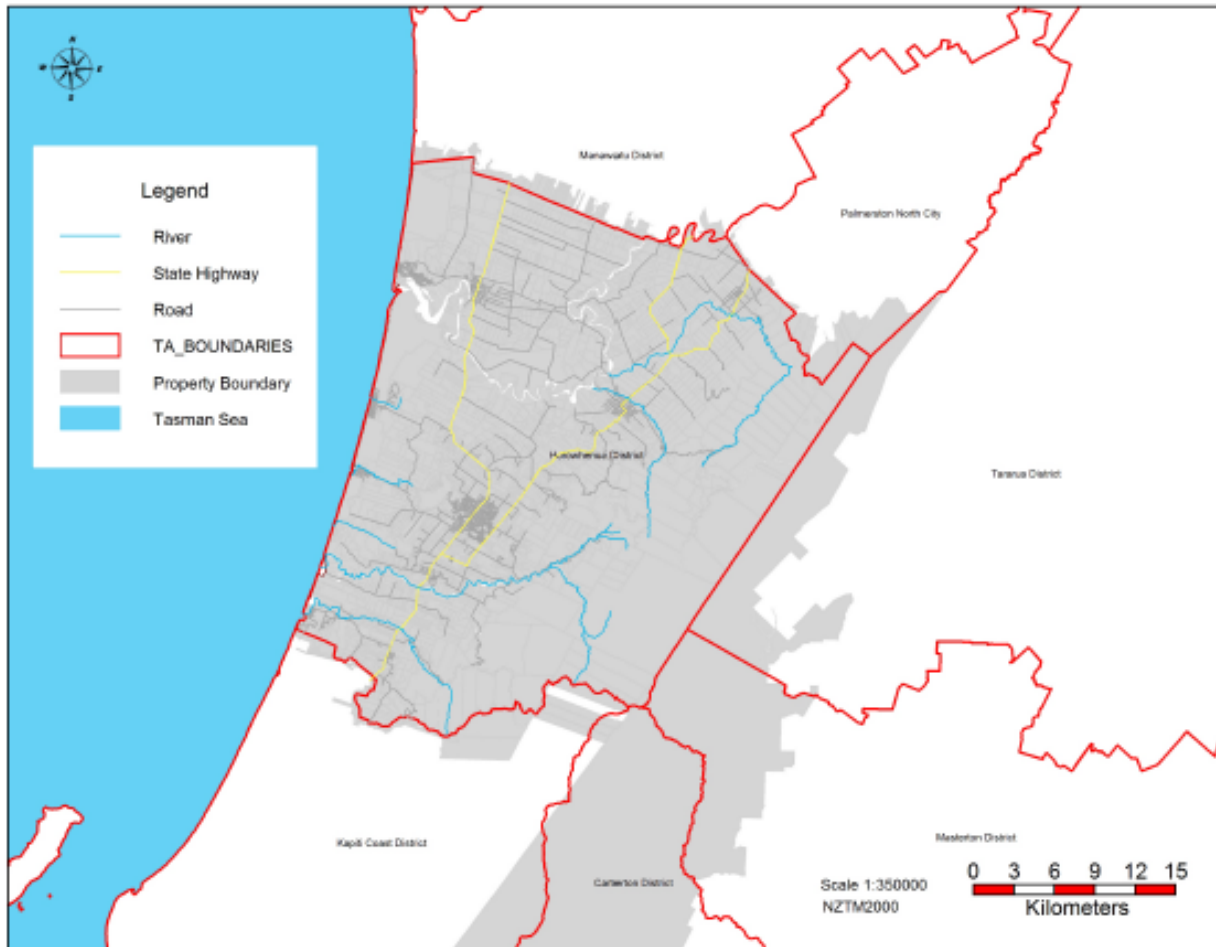 N
W E
S
Manawatu District
Legend
Palmerston North City
River
State Highway
Road
TA_BOUNDARIES
Property Boundary
Tasman Sea
Horowhenua District
Tararua District
Kapiti Coast District
Masterton District
Carterton District
Scale 1:350000
NZTM2000
0 3 6 9 12 15
Kilometers